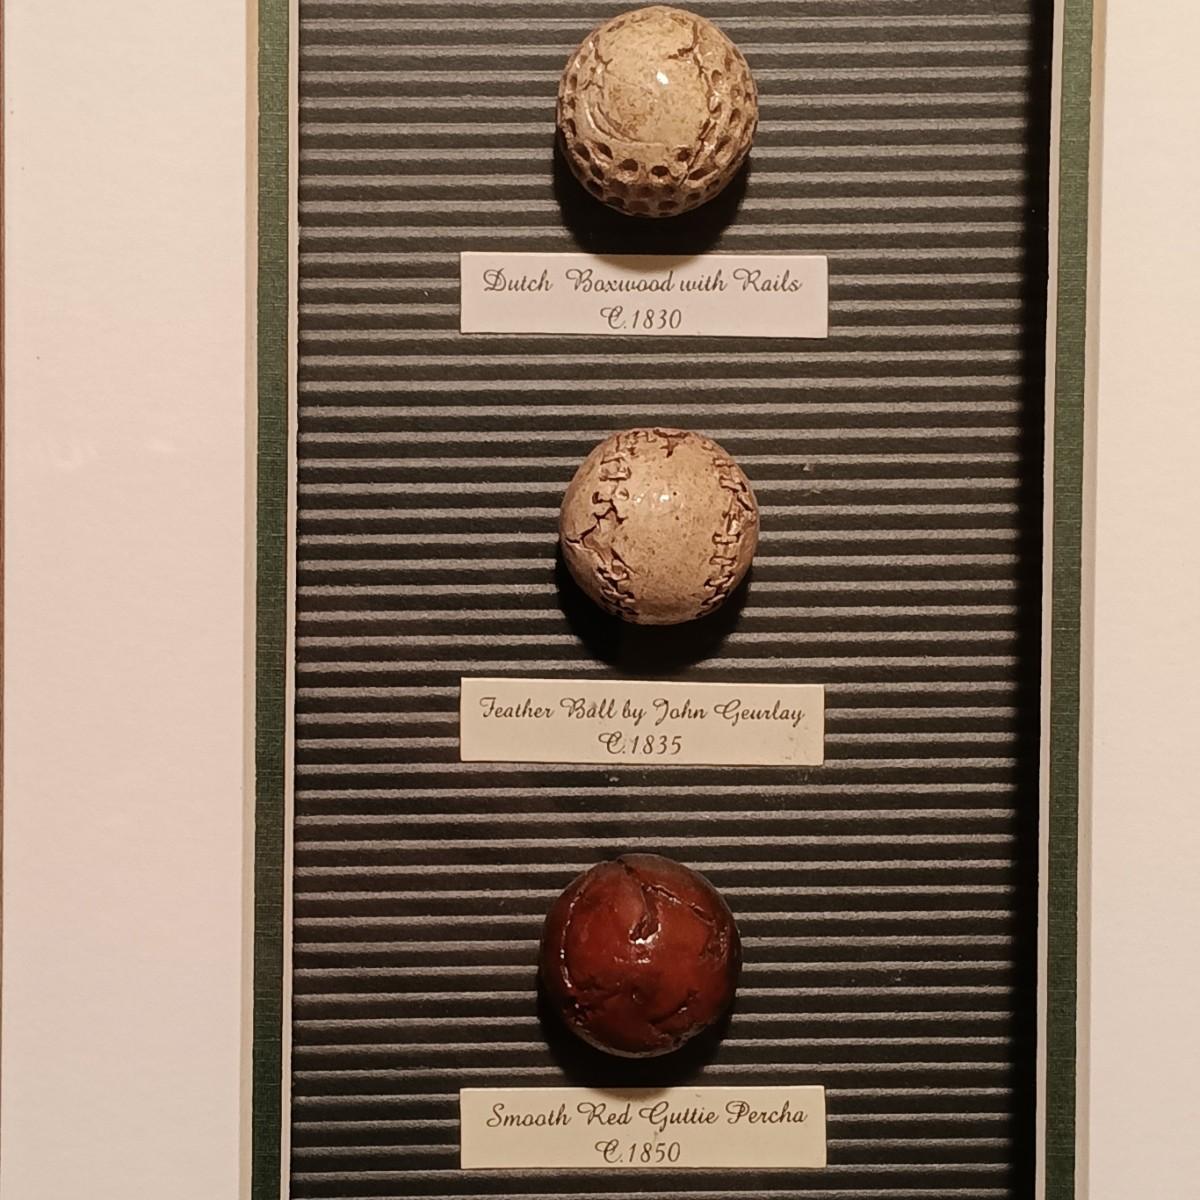 Dutch Boxwood with Rails
C.1830
Feather Ball by John Geurlay
C.1835
Smooth Red Guttie Percha
C.1850